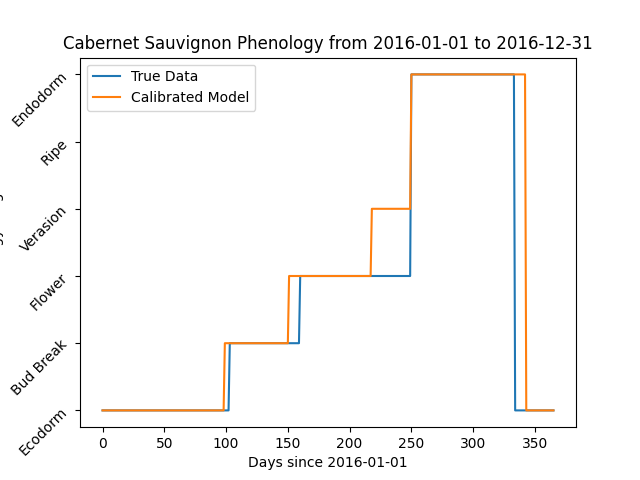 Cabernet Sauvignon Phenology from 2016-01-01 to 2016-12-31
True Data
Calibrated Model
Endodorm
Ripe
Verasion
Flower
Bud Break
Ecodorm
0 50 100 150 200 250 300 350
Days since 2016-01-01